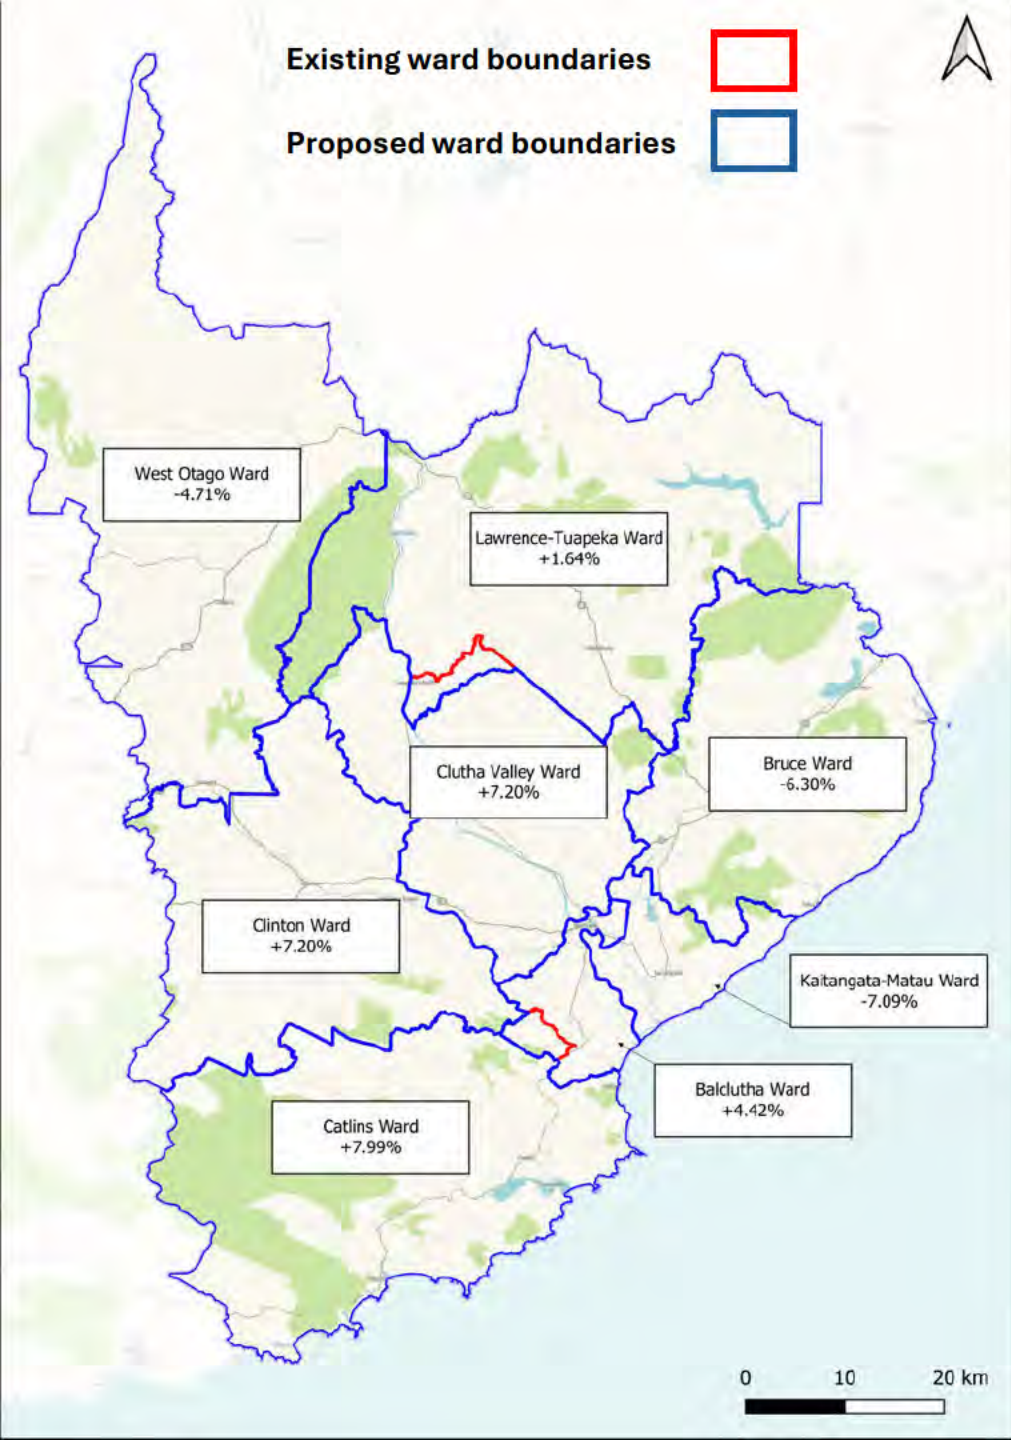 Existing ward boundaries
Proposed ward boundaries
West Otago Ward
-4.71%
Lawrence-Tuapeka Ward
+1.64%
Clutha Valley Ward
+7.20%
Bruce Ward
-6.30%
Clinton Ward
+7.20%
Kaitangata-Matau Ward
-7.09%
Balclutha Ward
+4.42%
Catlins Ward
+7.99%
0 10 20 km